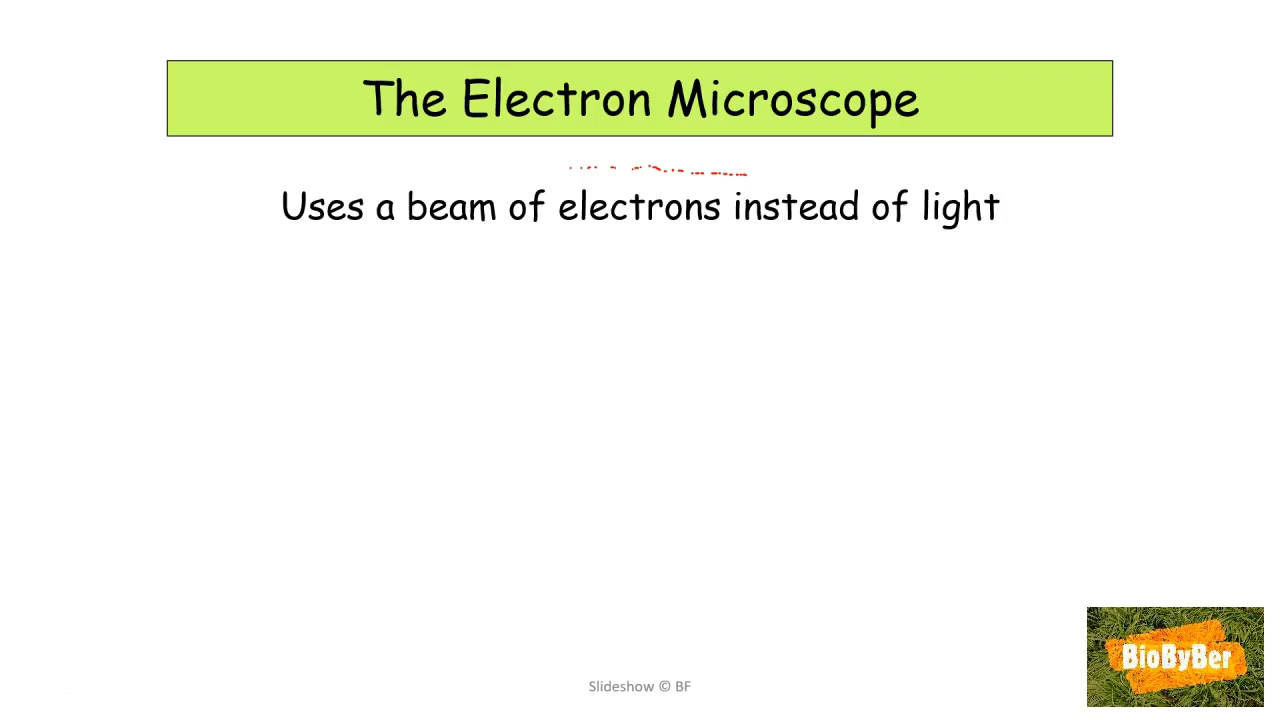 The Electron Microscope
Uses a beam of electrons instead of light
BioByBer
Slideshow © BF